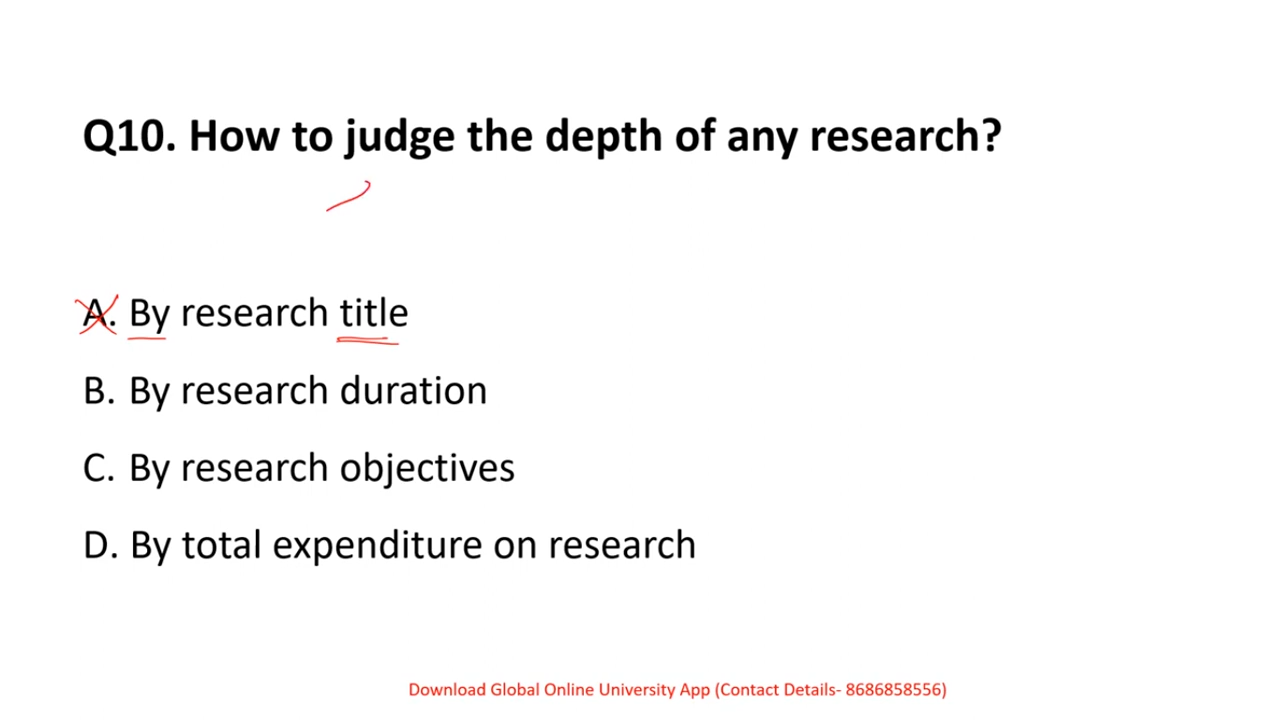 Q10. How to judge the depth of any research?
A. By research title
B. By research duration
C. By research objectives
D. By total expenditure on research
Download Global Online University App (Contact Details- 8686858556)